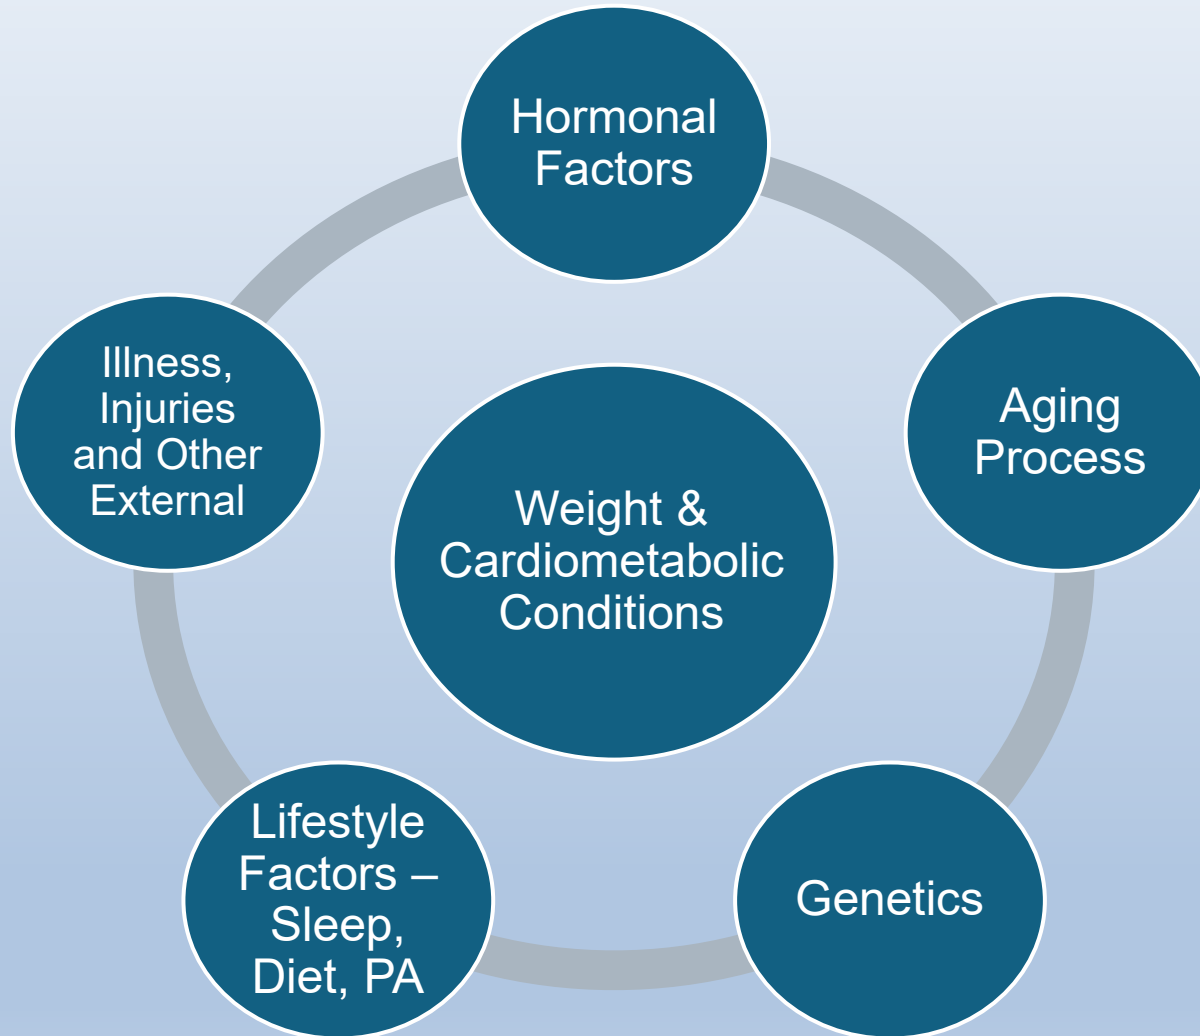 Hormonal
Factors
Aging
Process
Genetics
Lifestyle
Factors –
Sleep,
Diet, PA
Illness,
Injuries
and Other
External
Weight &
Cardiometabolic
Conditions